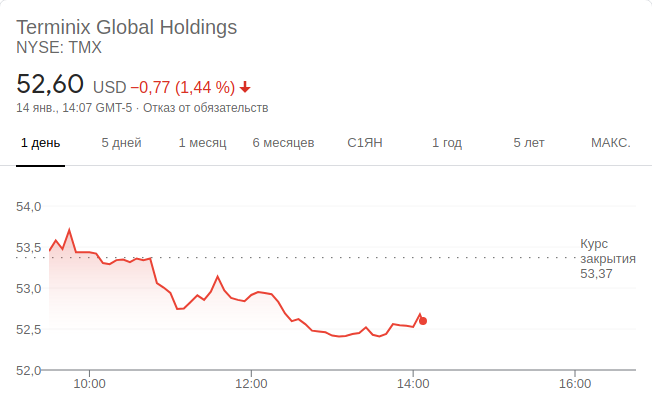 Terminix Global Holdings
NYSE: TMX
52,60 USD −0,77 (1,44 %)
14 янв., 14:07 GMT-5 · Отказ от обязательств
1 день 5 дней 1 месяц 6 месяцев С1ЯН 1 год 5 лет МАКС.
54,0
53,5
53,0
52,5
52,0
Курс
закрытия
53,37
10:00 12:00 14:00 16:00